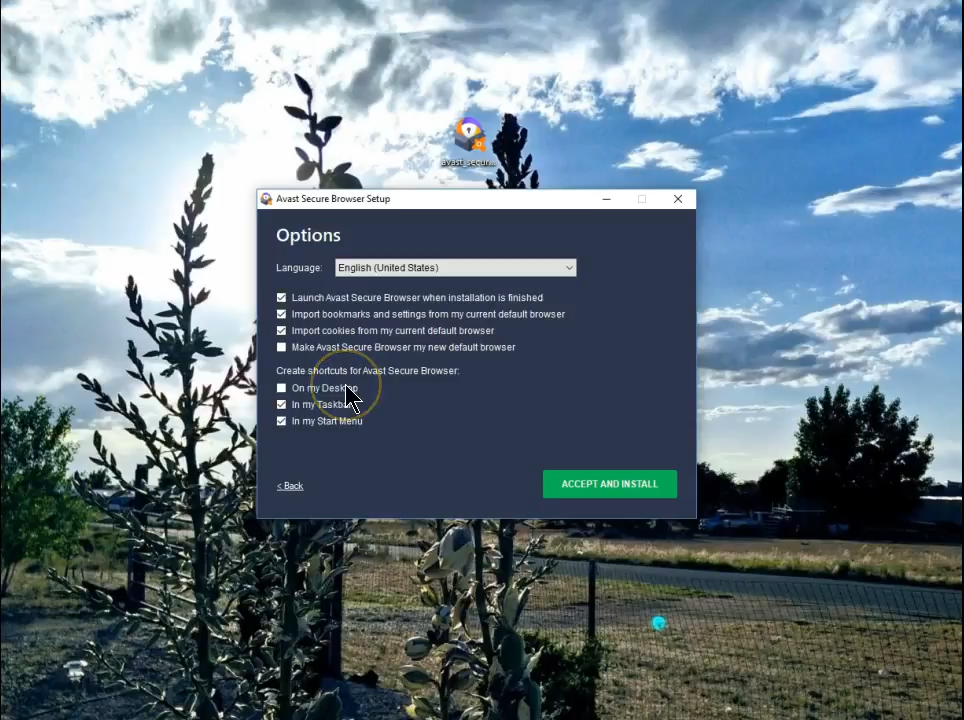 avast_secur...
Avast Secure Browser Setup
Options
Language: English (United States)
Launch Avast Secure Browser when installation is finished
Import bookmarks and settings from my current default browser
Import cookies from my current default browser
Make Avast Secure Browser my new default browser
Create shortcuts for Avast Secure Browser:
On my Desktop
In my Taskbar
In my Start Menu
< Back
ACCEPT AND INSTALL